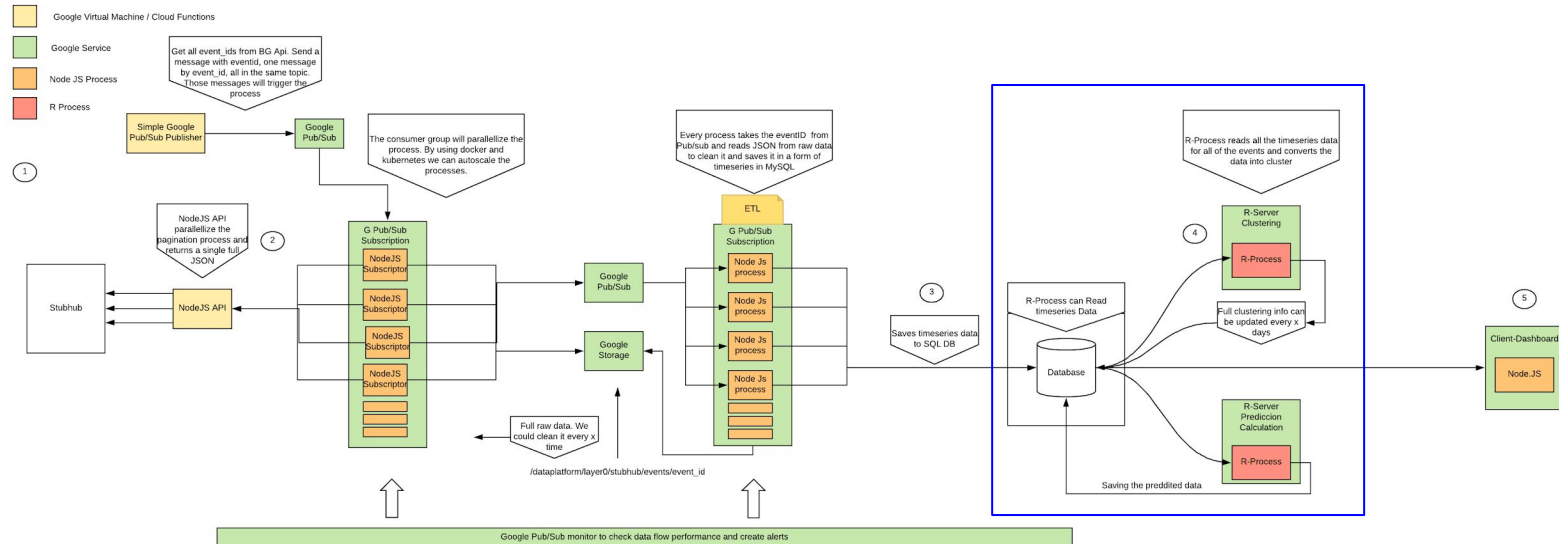 Google Virtual Machine / Cloud Functions
Google Service
Node JS Process
R Process
Get all event_ids from BG Api. Send a
message with eventid, one message
by event_id, all in the same topic.
Those messages will trigger the
process
Simple Google
Pub/Sub Publisher
Google
Pub/Sub
1
The consumer group will parallellize the
process. By using docker and
kubernetes we can autoscale the
processes.
Every process takes the eventID from
Pub/sub and reads JSON from raw data
to clean it and saves it in a form of
timeseries in MySQL
R-Process reads all the timeseries data
for all of the events and converts the
data into cluster
NodeJS API
parallellize the
pagination process and
returns a single full
JSON
2
Stubhub
NodeJS API
G Pub/Sub
Subscription
NodeJS
Subscriptor
NodeJS
Subscriptor
NodeJS
Subscriptor
NodeJS
Subscriptor
Google
Pub/Sub
Google
Storage
Full raw data. We
could clean it every x
time
/dataplatform/layer0/stubhub/events/event_id
ETL
G Pub/Sub
Subscription
Node Js
process
Node Js
process
Node Js
process
Node Js
process
3
Saves timeseries data
to SQL DB
R-Process can Read
timeseries Data
Database
4
R-Server
Clustering
R-Process
Full clustering info can
be updated every x
days
R-Server
Prediccion
Calculation
R-Process
Saving the preddited data
5
Client-Dashboard
Node.JS
Google Pub/Sub monitor to check data flow performance and create alerts